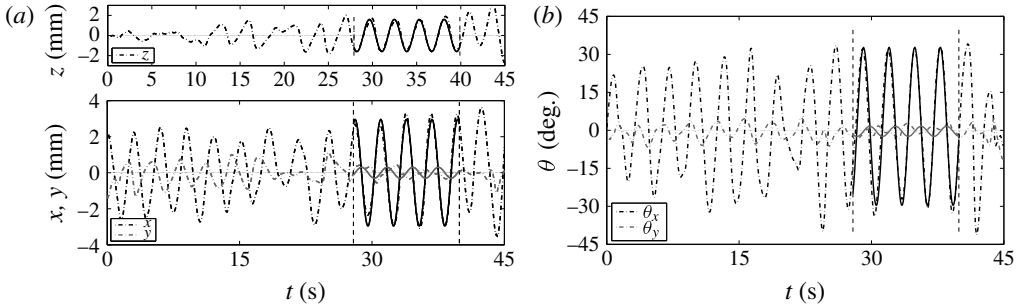 (a)
z (mm)
2
0
−2
z
0 5 10 15 20 25 30 35 40 45
x, y (mm)
4
2
0
−2
−4
x
y
0 15 30 45
t (s)
(b)
θ (deg.)
45
30
15
0
−15
−30
−45
θx
θy
0 15 30 45
t (s)